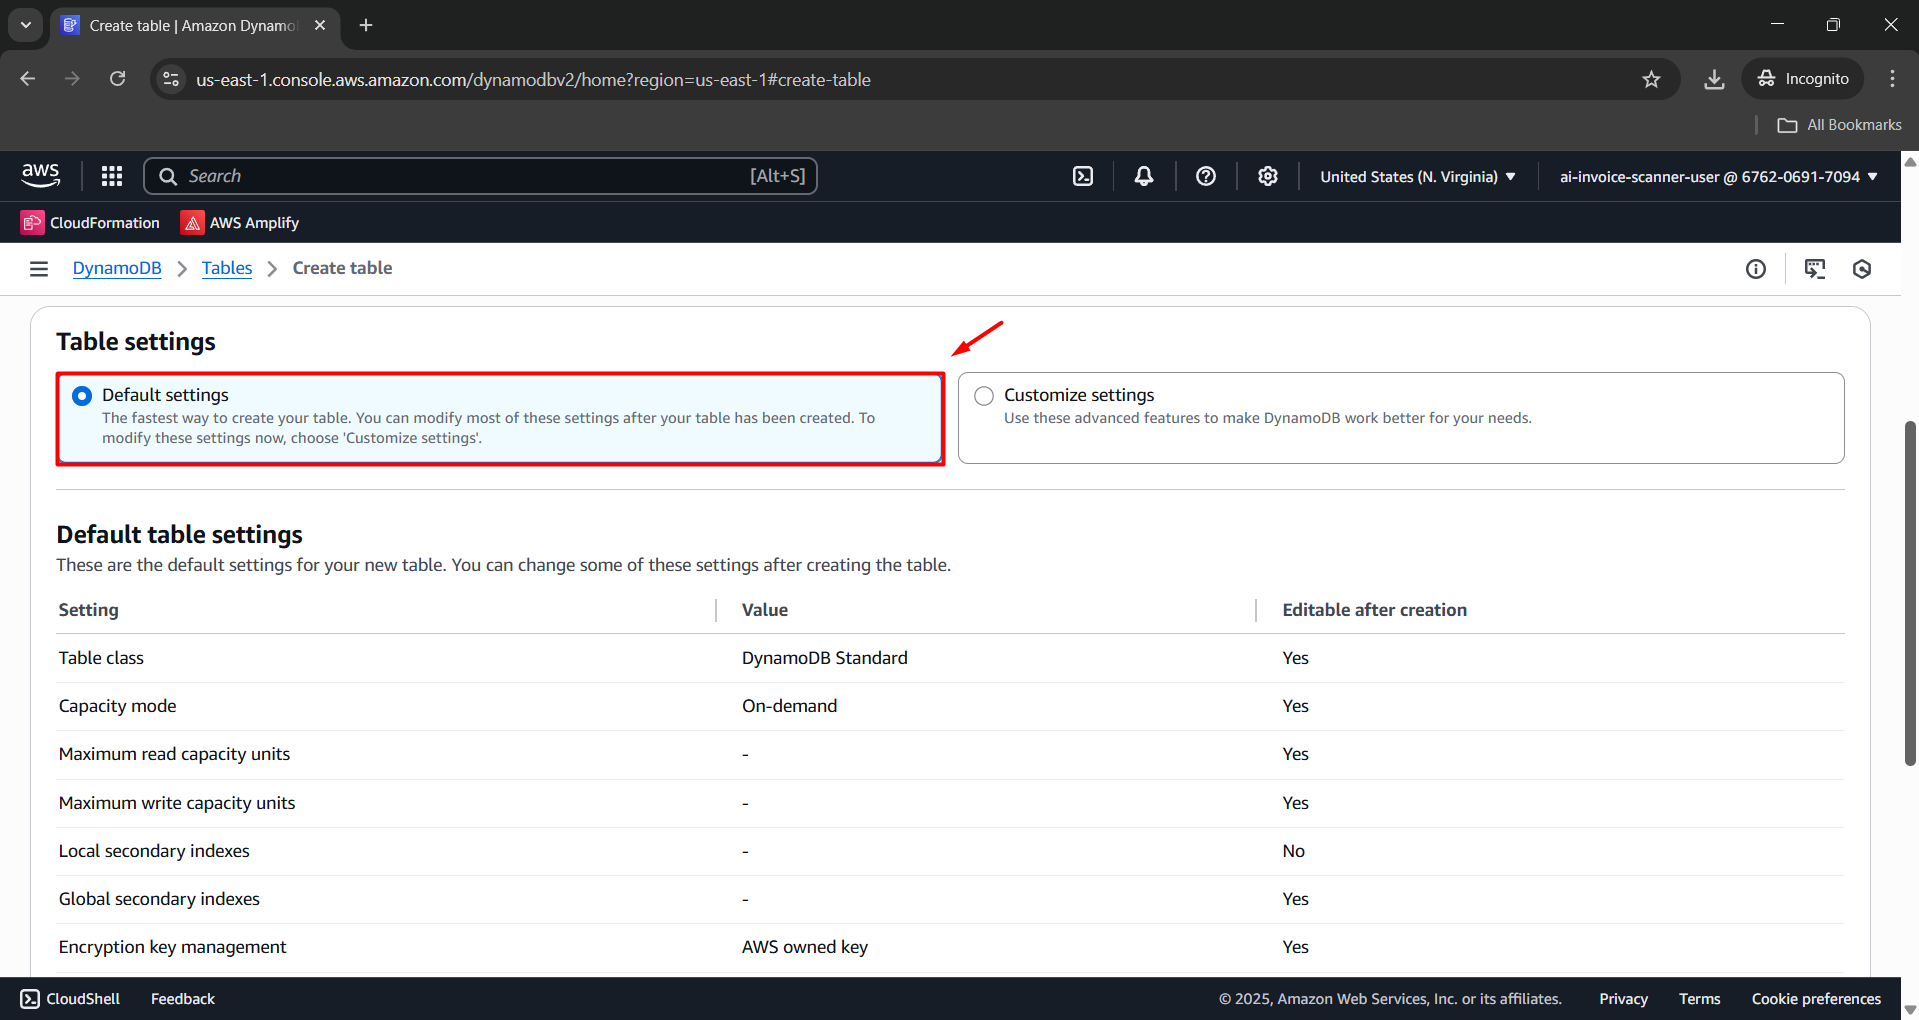 Create table | Amazon Dynamo
us-east-1.console.aws.amazon.com/dynamodbv2/home?region=us-east-1#create-table
Incognito
All Bookmarks
aws
Search
[Alt+S]
United States (N. Virginia)
ai-invoice-scanner-user @ 6762-0691-7094
CloudFormation
AWS Amplify
DynamoDB
Tables
Create table
Table settings
Default settings
The fastest way to create your table. You can modify most of these settings after your table has been created. To
modify these settings now, choose 'Customize settings'.
Customize settings
Use these advanced features to make DynamoDB work better for your needs.
Default table settings
These are the default settings for your new table. You can change some of these settings after creating the table.
Setting Value Editable after creation
Table class DynamoDB Standard Yes
Capacity mode On-demand Yes
Maximum read capacity units - Yes
Maximum write capacity units - Yes
Local secondary indexes - No
Global secondary indexes - Yes
Encryption key management AWS owned key Yes
CloudShell Feedback © 2025, Amazon Web Services, Inc. or its affiliates. Privacy Terms Cookie preferences